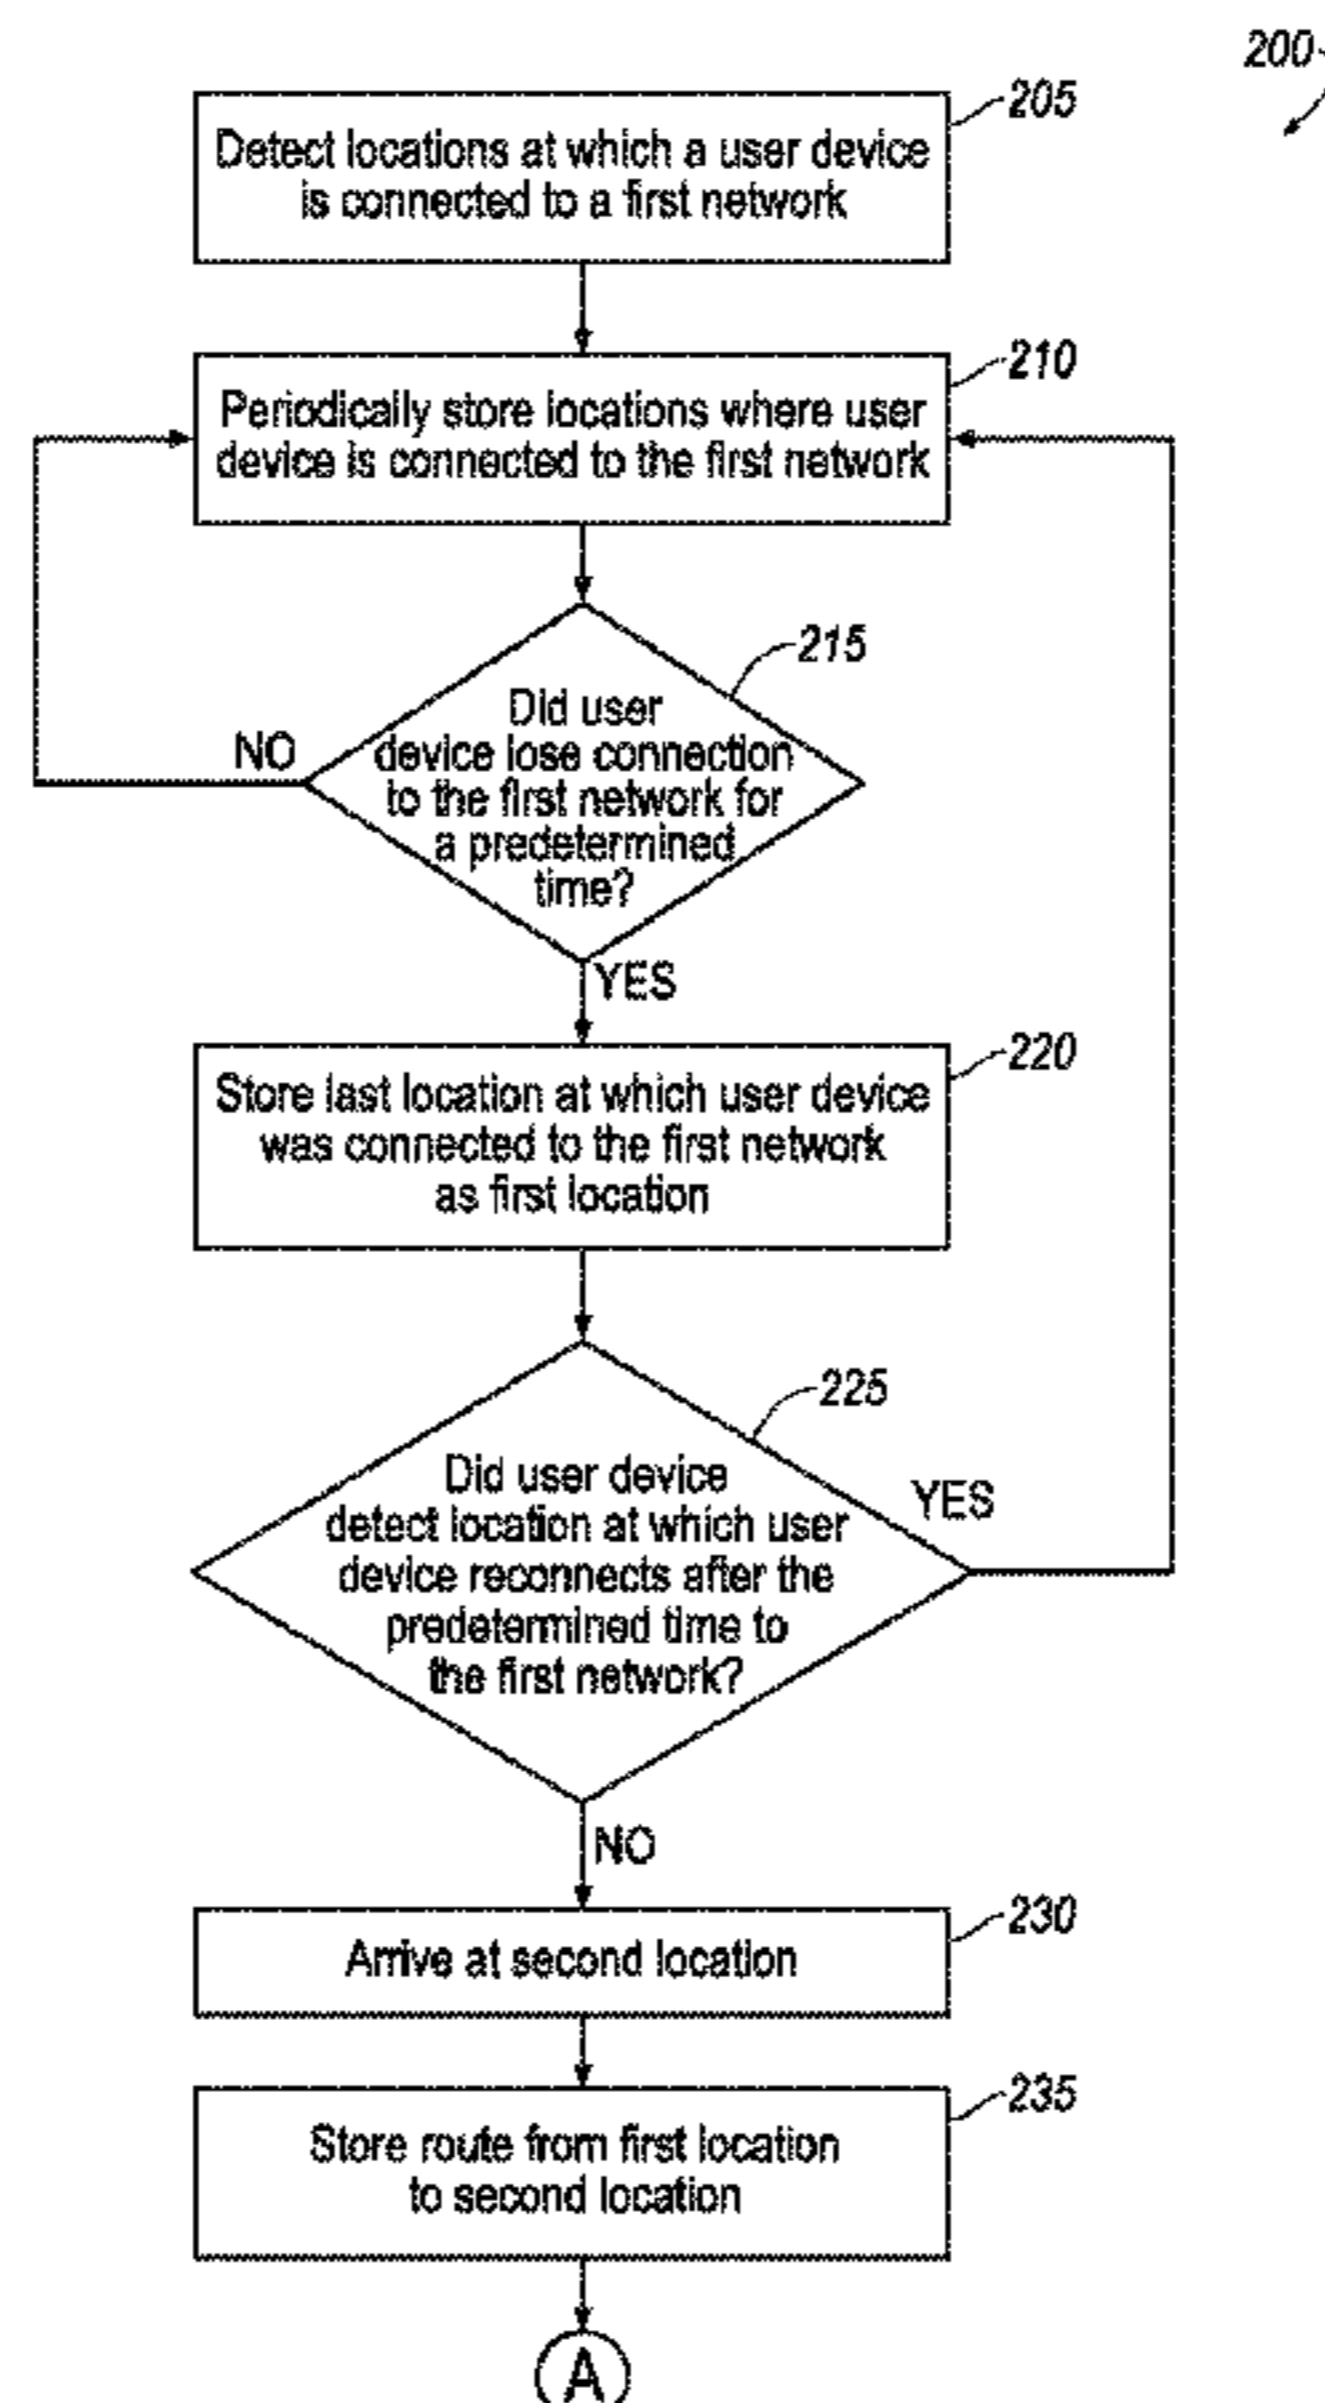 200
205
Detect locations at which a user device
is connected to a first network
210
Periodically store locations where user
device is connected to the first network
215
Did user
device lose connection
to the first network for
a predetermined
time?
NO
YES
220
Store last location at which user device
was connected to the first network
as first location
225
Did user device
detect location at which user
device reconnects after the
predetermined time to
the first network?
YES
NO
230
Arrive at second location
235
Store route from first location
to second location
A